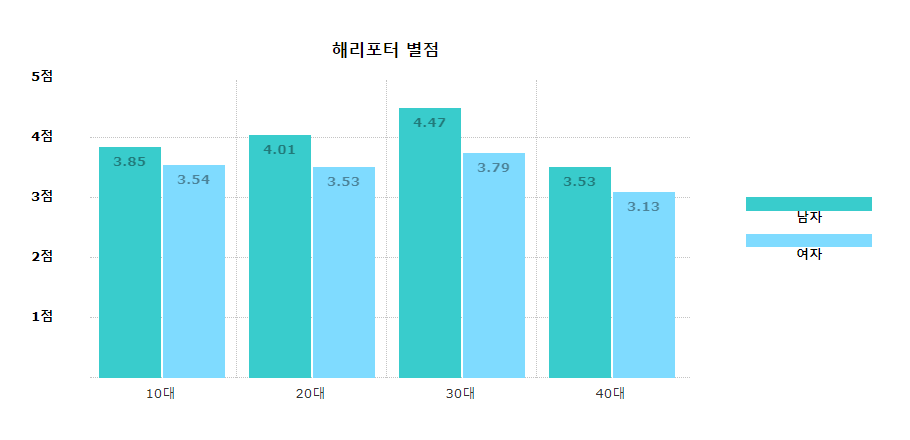 해리포터 별점
5점
4점
3점
2점
1점
3.85
3.54
4.01
3.53
4.47
3.79
3.53
3.13
10대
20대
30대
40대
남자
여자